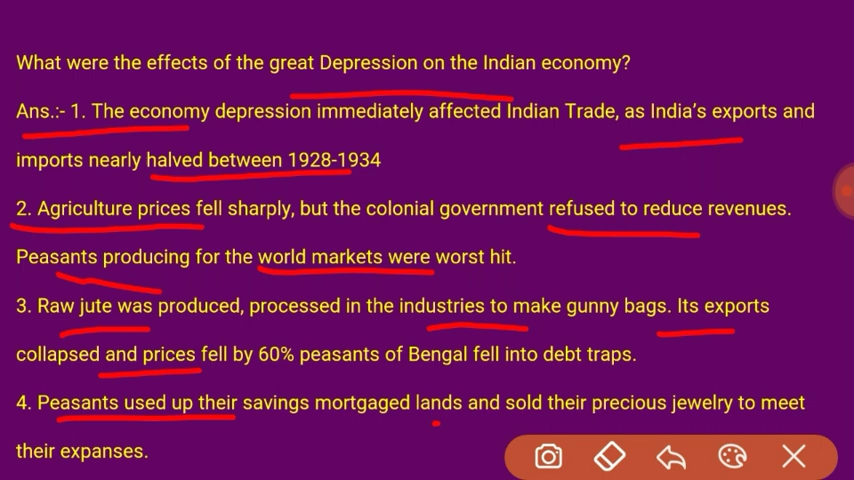 What were the effects of the great Depression on the Indian economy?
Ans.:- 1. The economy depression immediately affected Indian Trade, as India's exports and
imports nearly halved between 1928-1934
2. Agriculture prices fell sharply, but the colonial government refused to reduce revenues.
Peasants producing for the world markets were worst hit.
3. Raw jute was produced, processed in the industries to make gunny bags. Its exports
collapsed and prices fell by 60% peasants of Bengal fell into debt traps.
4. Peasants used up their savings mortgaged lands and sold their precious jewelry to meet
their expanses.